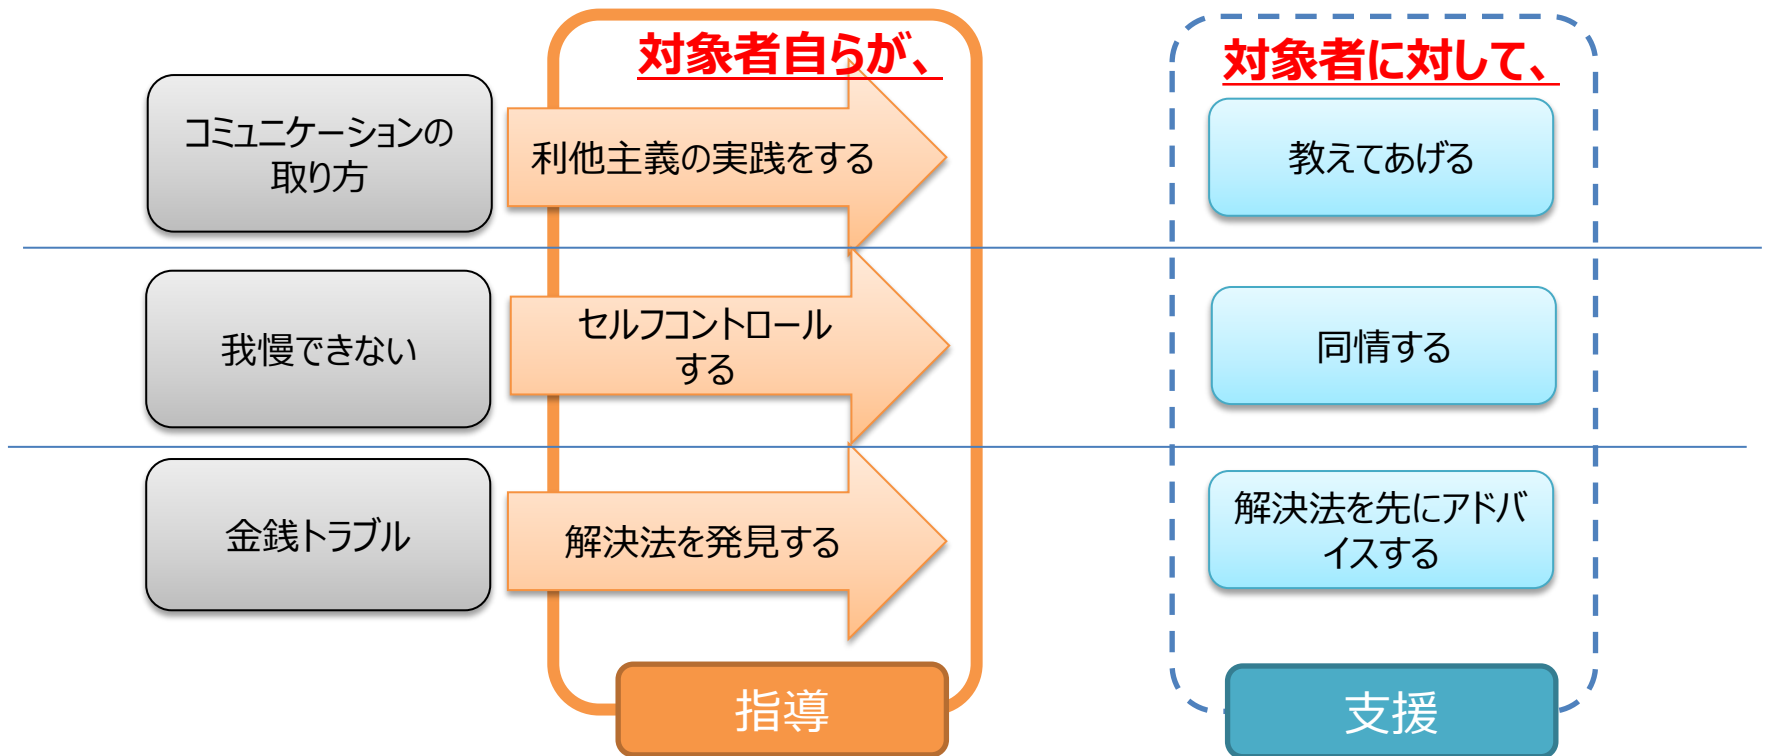 対象者自らが、
対象者に対して、
コミュニケーションの
取り方
利他主義の実践をする
教えてあげる
我慢できない
セルフコントロール
する
同情する
金銭トラブル
解決法を発見する
解決法を先にアドバ
イスする
指導
支援